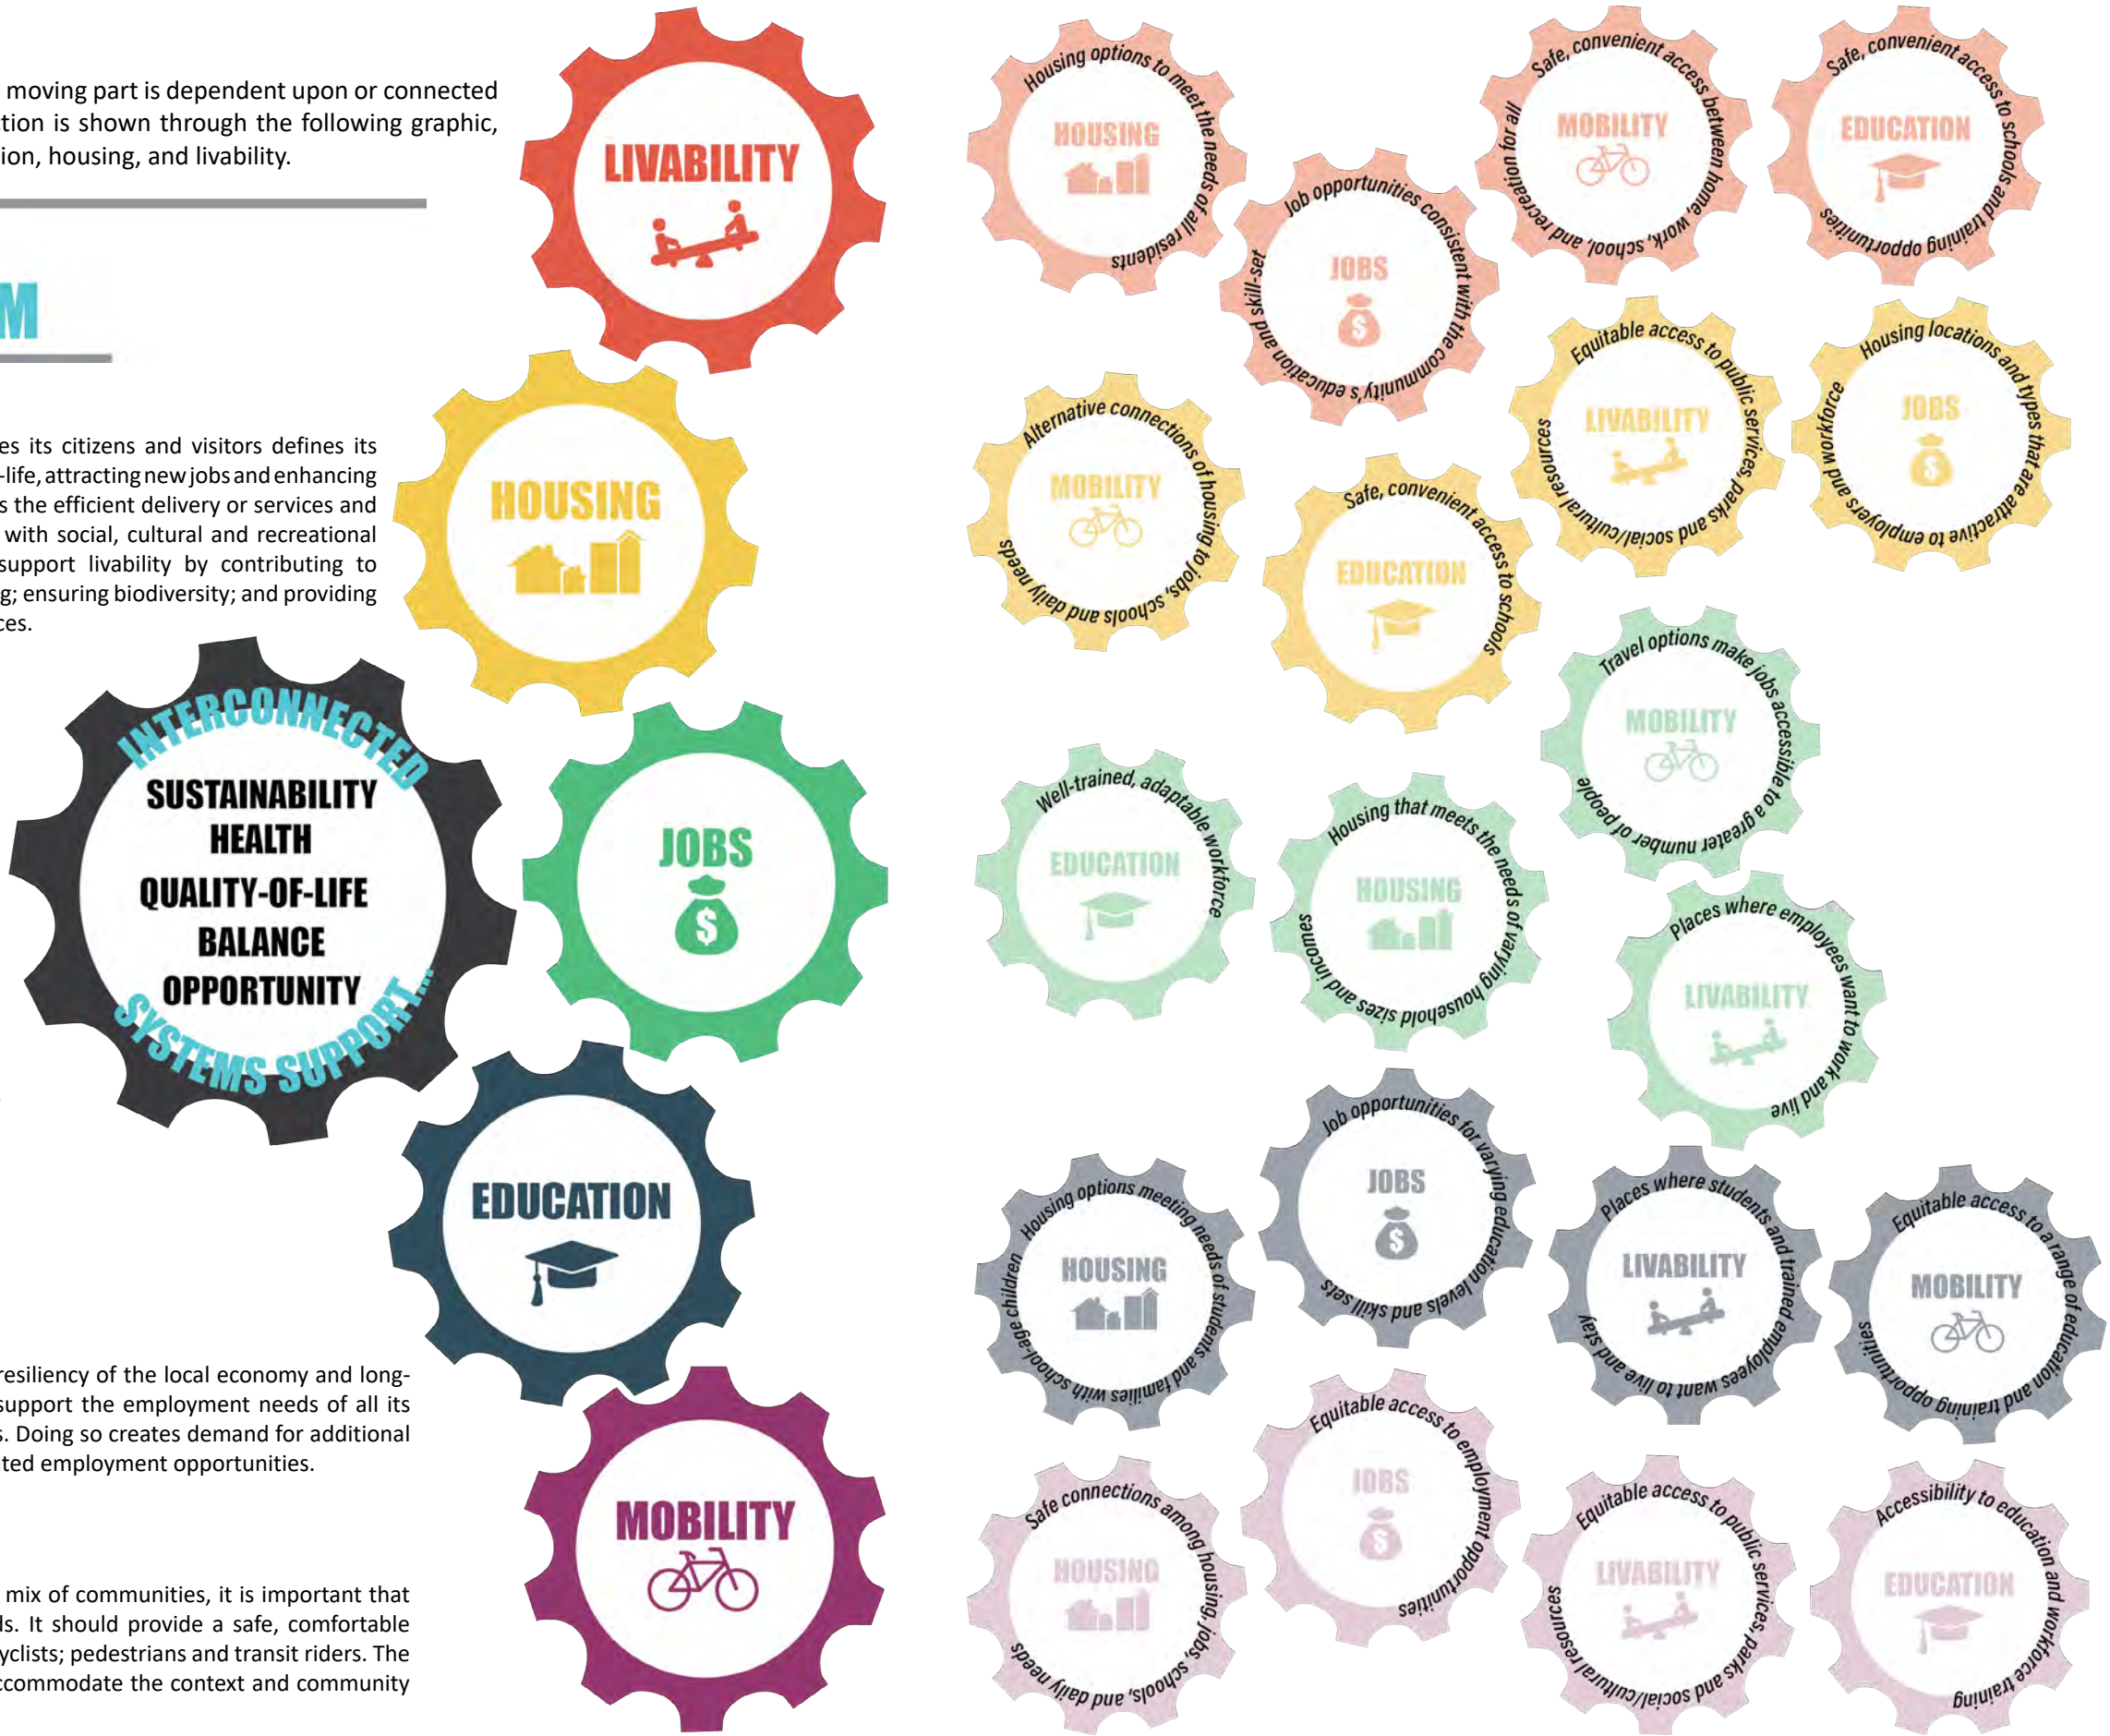 moving part is dependent upon or connected
ction is shown through the following graphic,
ion, housing, and livability.
M
es its citizens and visitors defines its
-life, attracting new jobs and enhancing
s the efficient delivery or services and
with social, cultural and recreational
support livability by contributing to
g; ensuring biodiversity; and providing
ces.
INTERCONNECTED
SUSTAINABILITY
HEALTH
QUALITY-OF-LIFE
BALANCE
OPPORTUNITY
SYSTEMS SUPPORT...
resiliency of the local economy and long-
support the employment needs of all its
s. Doing so creates demand for additional
ted employment opportunities.
mix of communities, it is important that
ds. It should provide a safe, comfortable
yclists; pedestrians and transit riders. The
ccommodate the context and community
LIVABILITY
HOUSING
JOBS
$
EDUCATION
MOBILITY
Housing options to meet the needs of all residents
HOUSING
Job opportunities consistent with the community's education and skill-set
JOBS
$
Safe, convenient access between home, work, school, and recreation for all
MOBILITY
Safe, convenient access to schools and training opportunities
EDUCATION
Alternative connections of housing to jobs, schools and daily needs
MOBILITY
Safe, convenient access to schools
EDUCATION
Equitable access to public services, parks and social/cultural resources
LIVABILITY
Housing locations and types that are attractive to employers and workforce
JOBS
$
Well-trained, adaptable workforce
EDUCATION
Housing that meets the needs of varying household sizes and incomes
HOUSING
Travel options make jobs accessible to a greater number of people
MOBILITY
Places where employees want to work and live
LIVABILITY
Housing options meeting needs of students and families with school-age children
HOUSING
Job opportunities for varying education levels and skill sets
JOBS
$
Places where students and trained employees want to live and stay
LIVABILITY
Equitable access to a range of education and training opportunities
MOBILITY
Safe connections among housing, jobs, schools, and daily needs
HOUSING
Equitable access to employment opportunities
JOBS
$
Equitable access to public services, parks and social/cultural resources
LIVABILITY
Accessibility to education and workforce training
EDUCATION